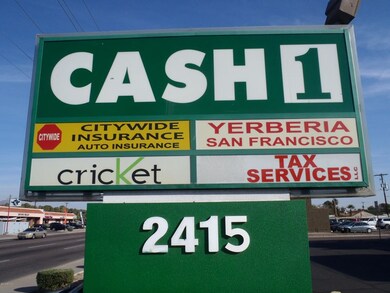 CASH 1
CITYWIDE
CITYWIDE
INSURANCE
AUTO INSURANCE
YERBERIA
SAN FRANCISCO
cricket
TAX
SERVICES LLC
2415